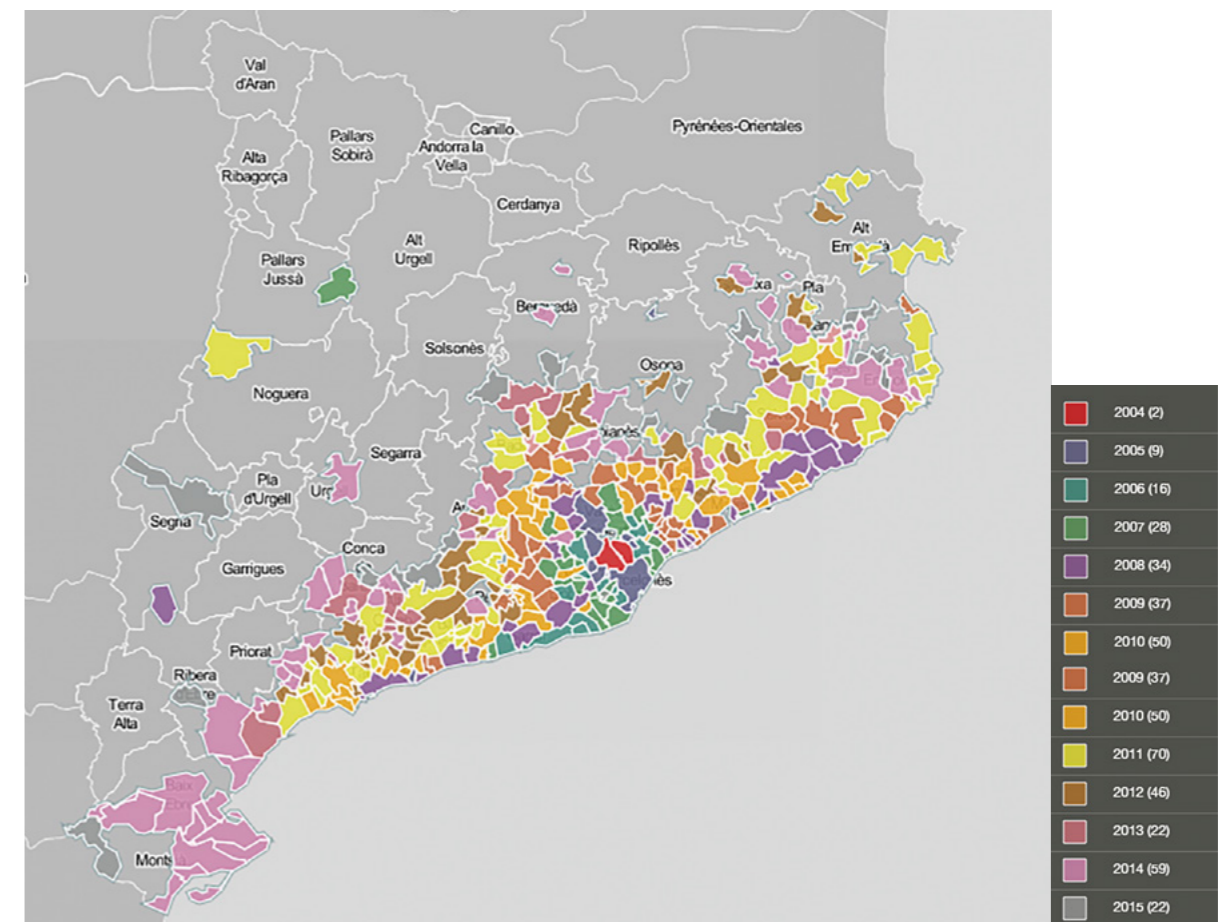 Val
d'Aran
Pallars
Sobirà
Canillo
Andorra la
Vella
Pyrénées-Orientales
Alta
Ribagorça
Cerdanya
Alt
Urgell
Ripollès
Alt
Pallars
Jussà
Pla
Solsonès
Osona
Noguera
Segarra
Pla
d'Urgell
Segrià
Conca
Garrigues
Priorat
Ribera
Terra
Alta
Baix
2004 (2)
2005 (9)
2006 (16)
2007 (28)
2008 (34)
2009 (37)
2010 (50)
2009 (37)
2010 (50)
2011 (70)
2012 (46)
2013 (22)
2014 (59)
2015 (22)